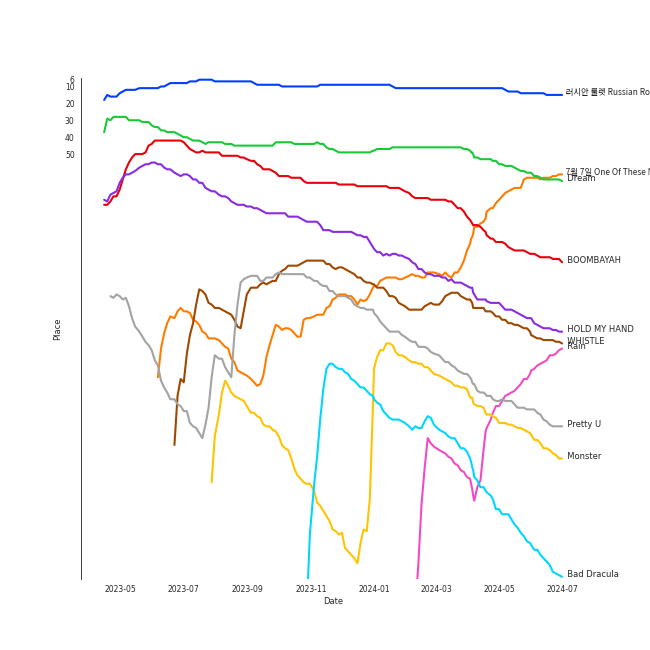 6
10
20
30
40
50
Place
러시안 룰렛 Russian Ro
7월 7일 One Of These
Dream
BOOMBAYAH
HOLD MY HAND
WHISTLE
Rain
Pretty U
Monster
Bad Dracula
2023-05 2023-07 2023-09 2023-11 2024-01 2024-03 2024-05 2024-07
Date